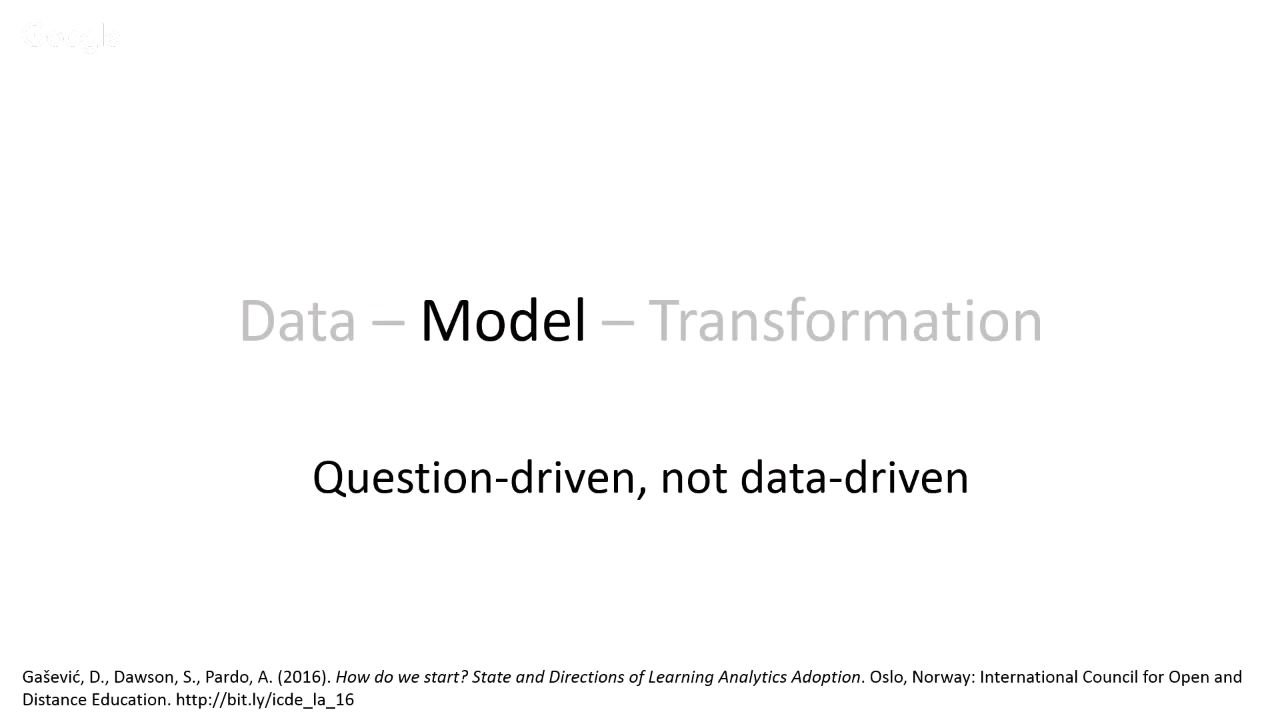 Google
Data – Model – Transformation
Question-driven, not data-driven
Gašević, D., Dawson, S., Pardo, A. (2016). How do we start? State and Directions of Learning Analytics Adoption. Oslo, Norway: International Council for Open and
Distance Education. http://bit.ly/icde_la_16